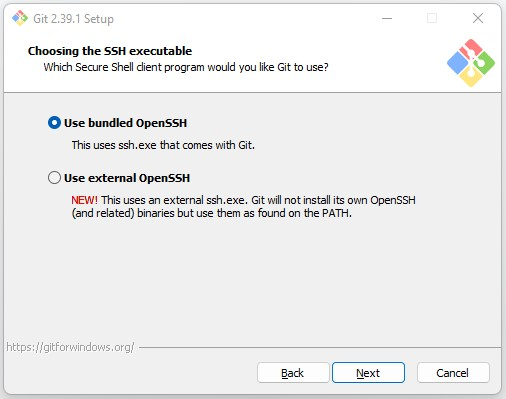 Git 2.39.1 Setup
Choosing the SSH executable
Which Secure Shell client program would you like Git to use?
Use bundled OpenSSH
This uses ssh.exe that comes with Git.
Use external OpenSSH
NEW! This uses an external ssh.exe. Git will not install its own OpenSSH
(and related) binaries but use them as found on the PATH.
https://gitforwindows.org/
Back Next Cancel